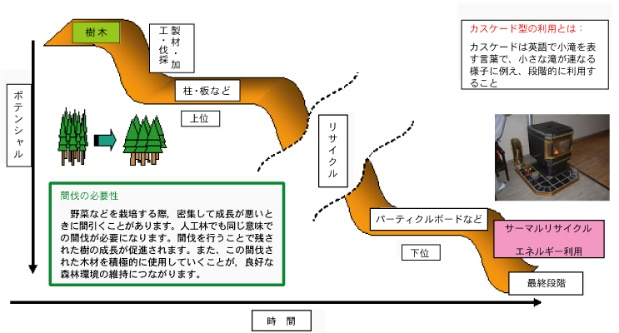 樹木
製材・加
工・伐採
柱・板など
上位
ポテンシャル
リサイクル
カスケード型の利用とは：
カスケードは英語で小滝を表
す言葉で、小さな滝が連なる
様子に例え、段階的に利用す
ること
間伐の必要性
野菜などを栽培する際，密集して成長が悪いと
きに間引くことがあります。人工林でも同じ意味で
の間伐が必要になります。間伐を行うことで残さ
れた樹の成長が促進されます。また、この間伐さ
れた木材を積極的に使用していくことが，良好な
森林環境の維持につながります。
パーティクルボードなど
下位
サーマルリサイクル
エネルギー利用
最終段階
時間